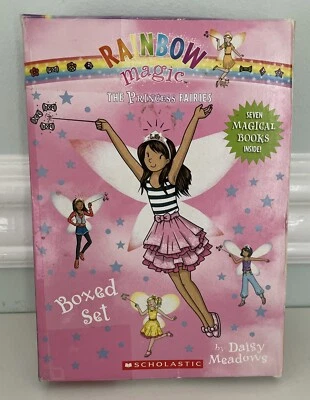 RAINBOW
magic
THE PRINCESS FAIRIES
SEVEN
MAGICAL
BOOKS
INSIDE!
Boxed
Set
by Daisy
Meadows
SCHOLASTIC